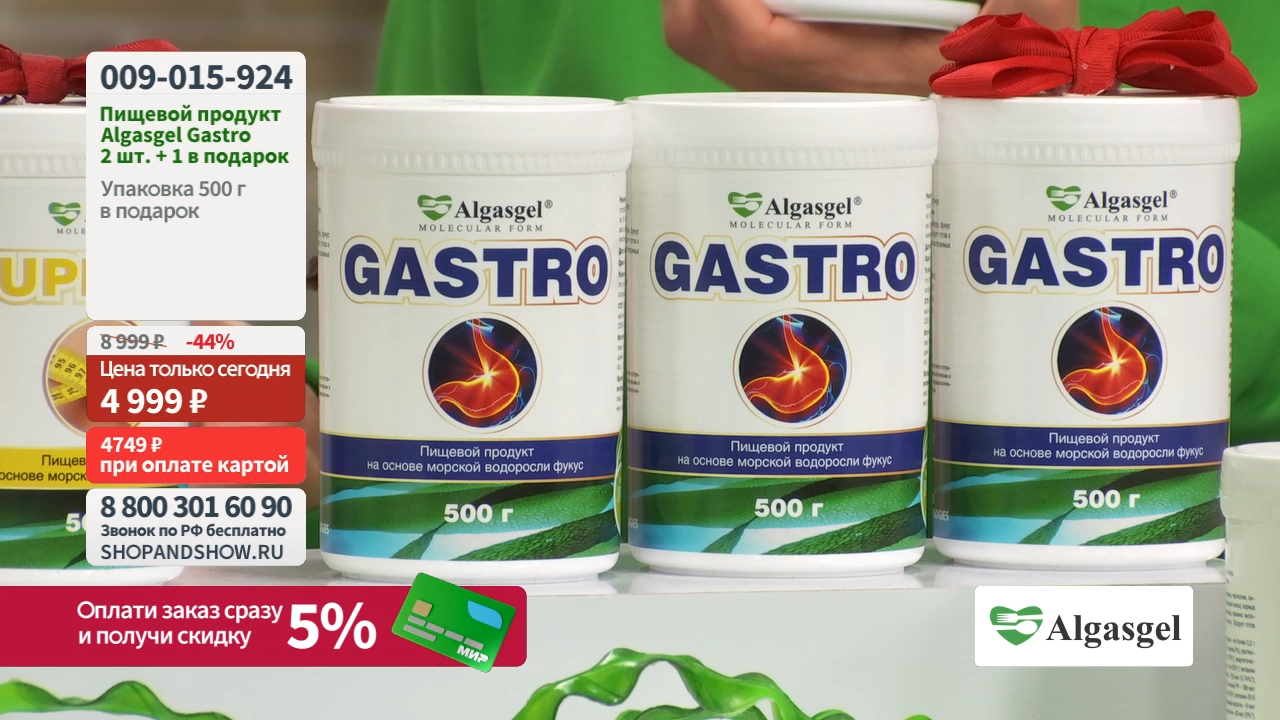 009-015-924
Пищевой продукт
Algasgel Gastro
2 шт. + 1 в подарок
Упаковка 500 г
в подарок
8 999 ₽ -44%
Цена только сегодня
4 999 ₽
4749 ₽
при оплате картой
8 800 301 60 90
Звонок по РФ бесплатно
SHOPANDSHOW.RU
Оплати заказ сразу
и получи скидку
5%
МИР
Algasgel®
MOLECULAR FORM
GASTRO
Пищевой продукт
на основе морской водоросли фукус
500 г
Algasgel®
MOLECULAR FORM
GASTRO
Пищевой продукт
на основе морской водоросли фукус
500 г
Algasgel®
MOLECULAR FORM
GASTRO
Пищевой продукт
на основе морской водоросли фукус
500 г
Algasgel